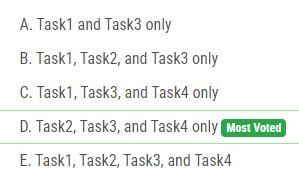 A. Task1 and Task3 only
B. Task1, Task2, and Task3 only
C. Task1, Task3, and Task4 only
D. Task2, Task3, and Task4 only Most Voted
E. Task1, Task2, Task3, and Task4